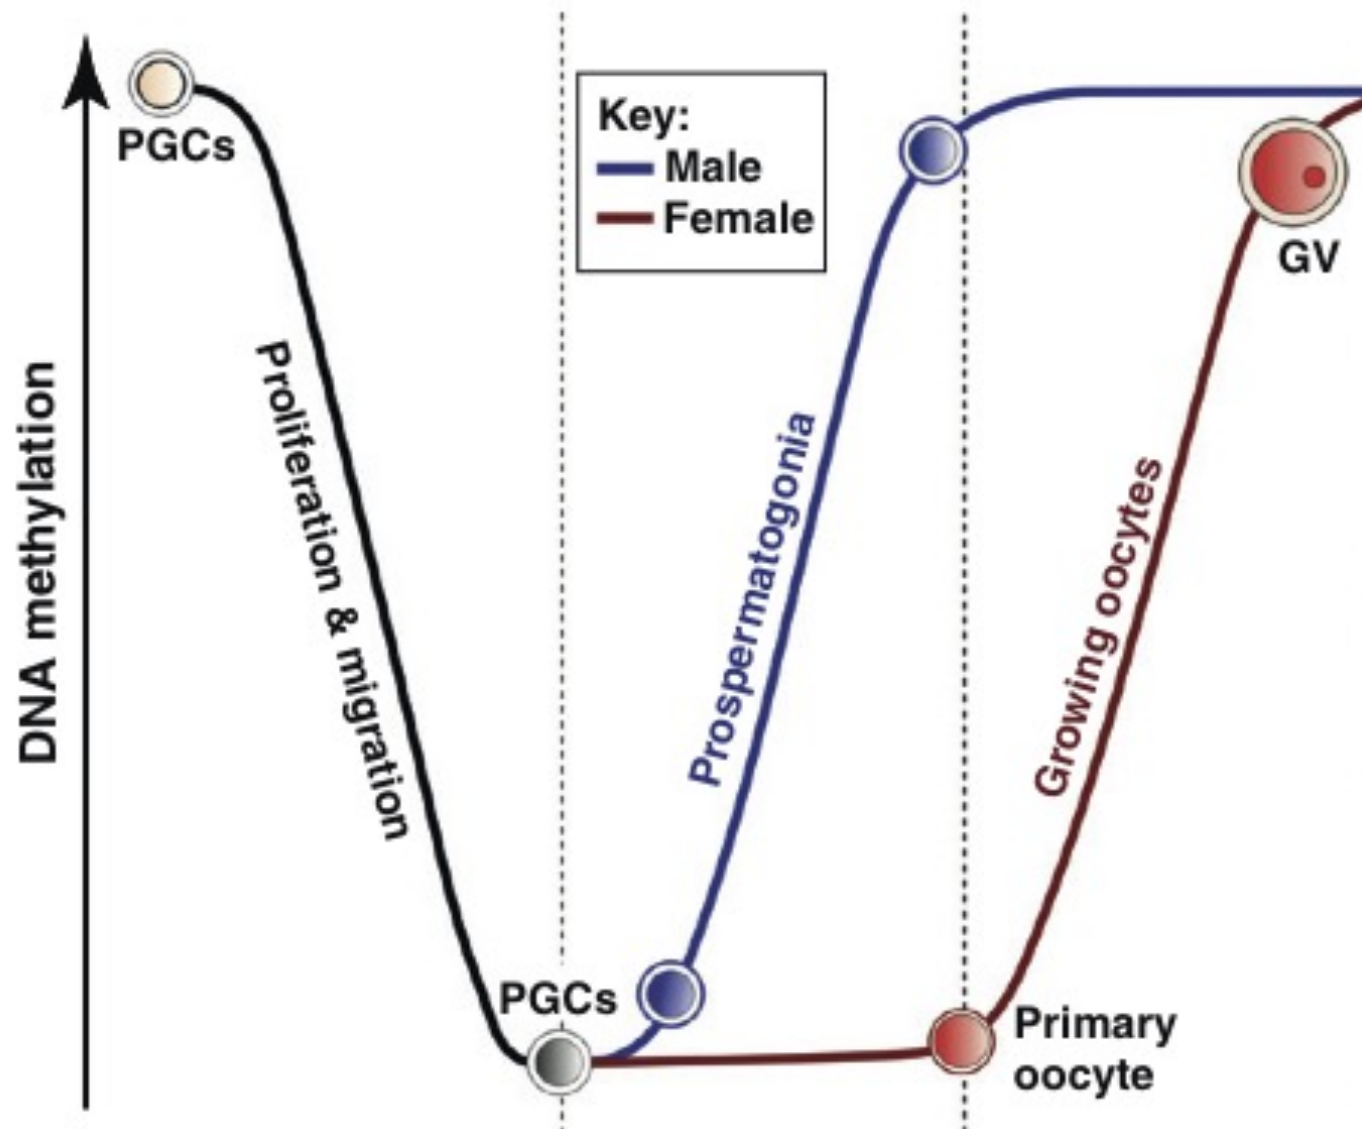 PGCs
Key:
Male
Female
GV
DNA methylation
Proliferation & migration
Prospermatogonia
Growing oocytes
PGCs
Primary
oocyte